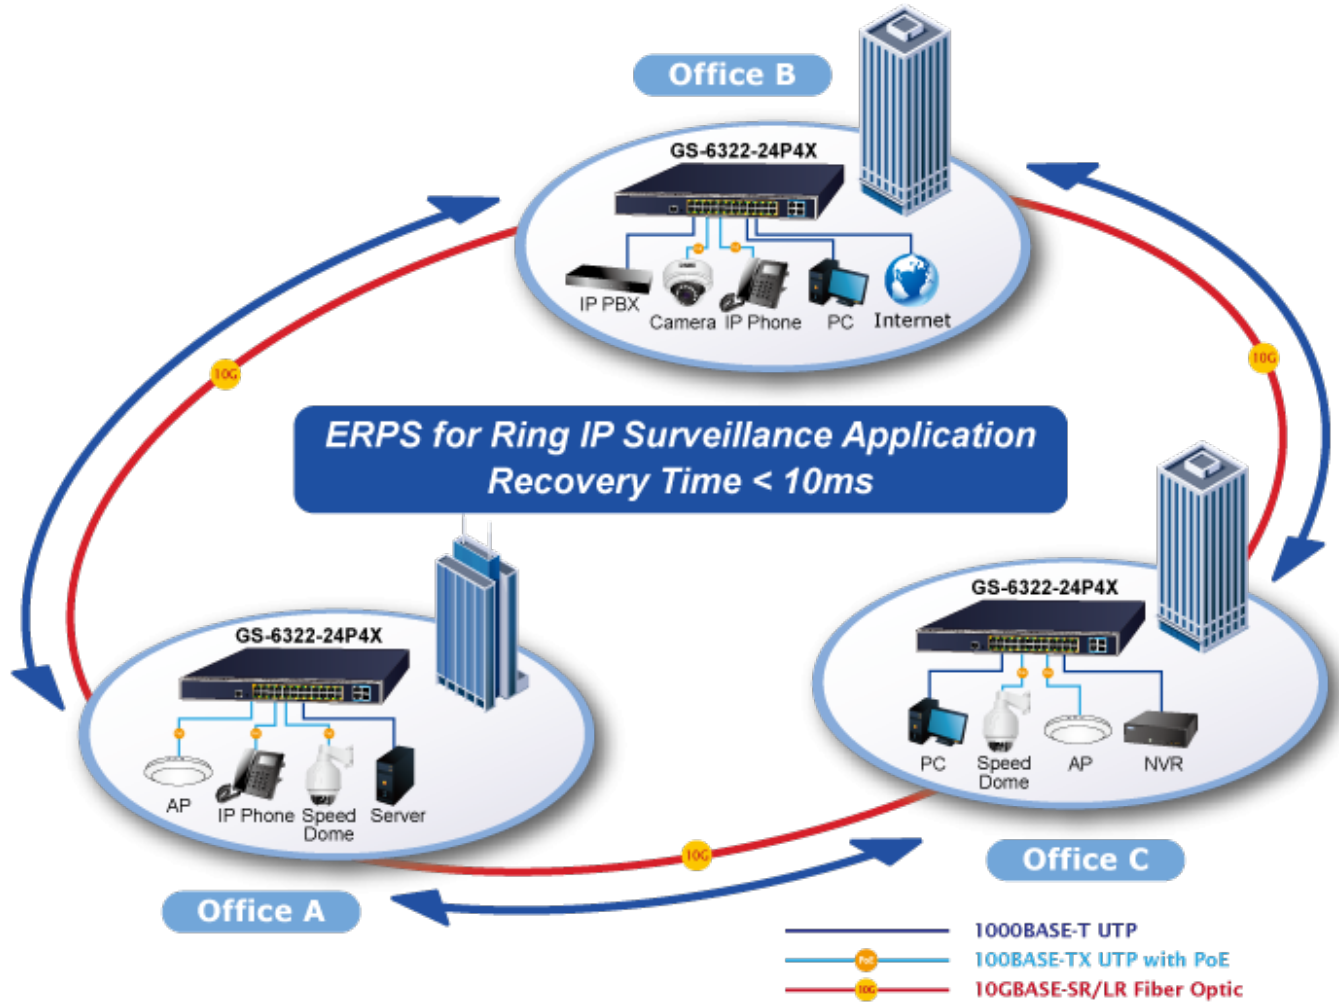 Office B
GS-6322-24P4X
IP PBX
Camera
IP Phone
PC
Internet
10G
10G
ERPS for Ring IP Surveillance Application
Recovery Time < 10ms
GS-6322-24P4X
AP
IP Phone
Speed
Dome
Server
GS-6322-24P4X
PC
Speed
Dome
AP
NVR
10G
Office A
Office C
1000BASE-T UTP
PoE
100BASE-TX UTP with PoE
10G
10GBASE-SR/LR Fiber Optic